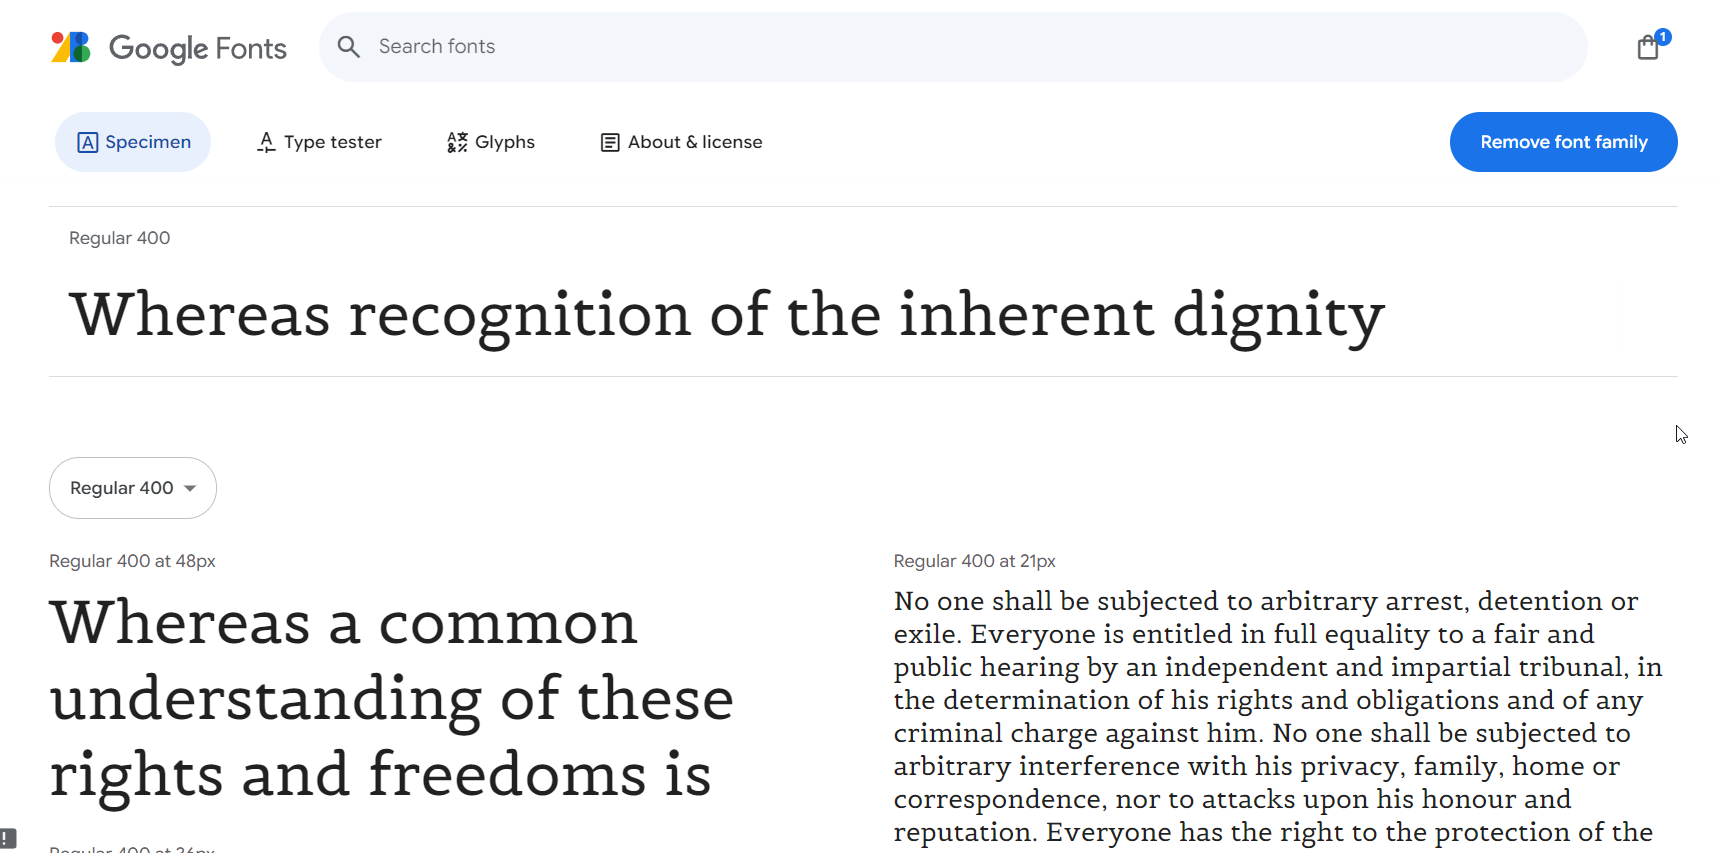 Google Fonts
Search fonts
1
Specimen
Type tester
Glyphs
About & license
Remove font family
Regular 400
Whereas recognition of the inherent dignity
Regular 400
Regular 400 at 48px
Whereas a common
understanding of these
rights and freedoms is
Regular 400 at 36px
Regular 400 at 21px
No one shall be subjected to arbitrary arrest, detention or
exile. Everyone is entitled in full equality to a fair and
public hearing by an independent and impartial tribunal, in
the determination of his rights and obligations and of any
criminal charge against him. No one shall be subjected to
arbitrary interference with his privacy, family, home or
correspondence, nor to attacks upon his honour and
reputation. Everyone has the right to the protection of the